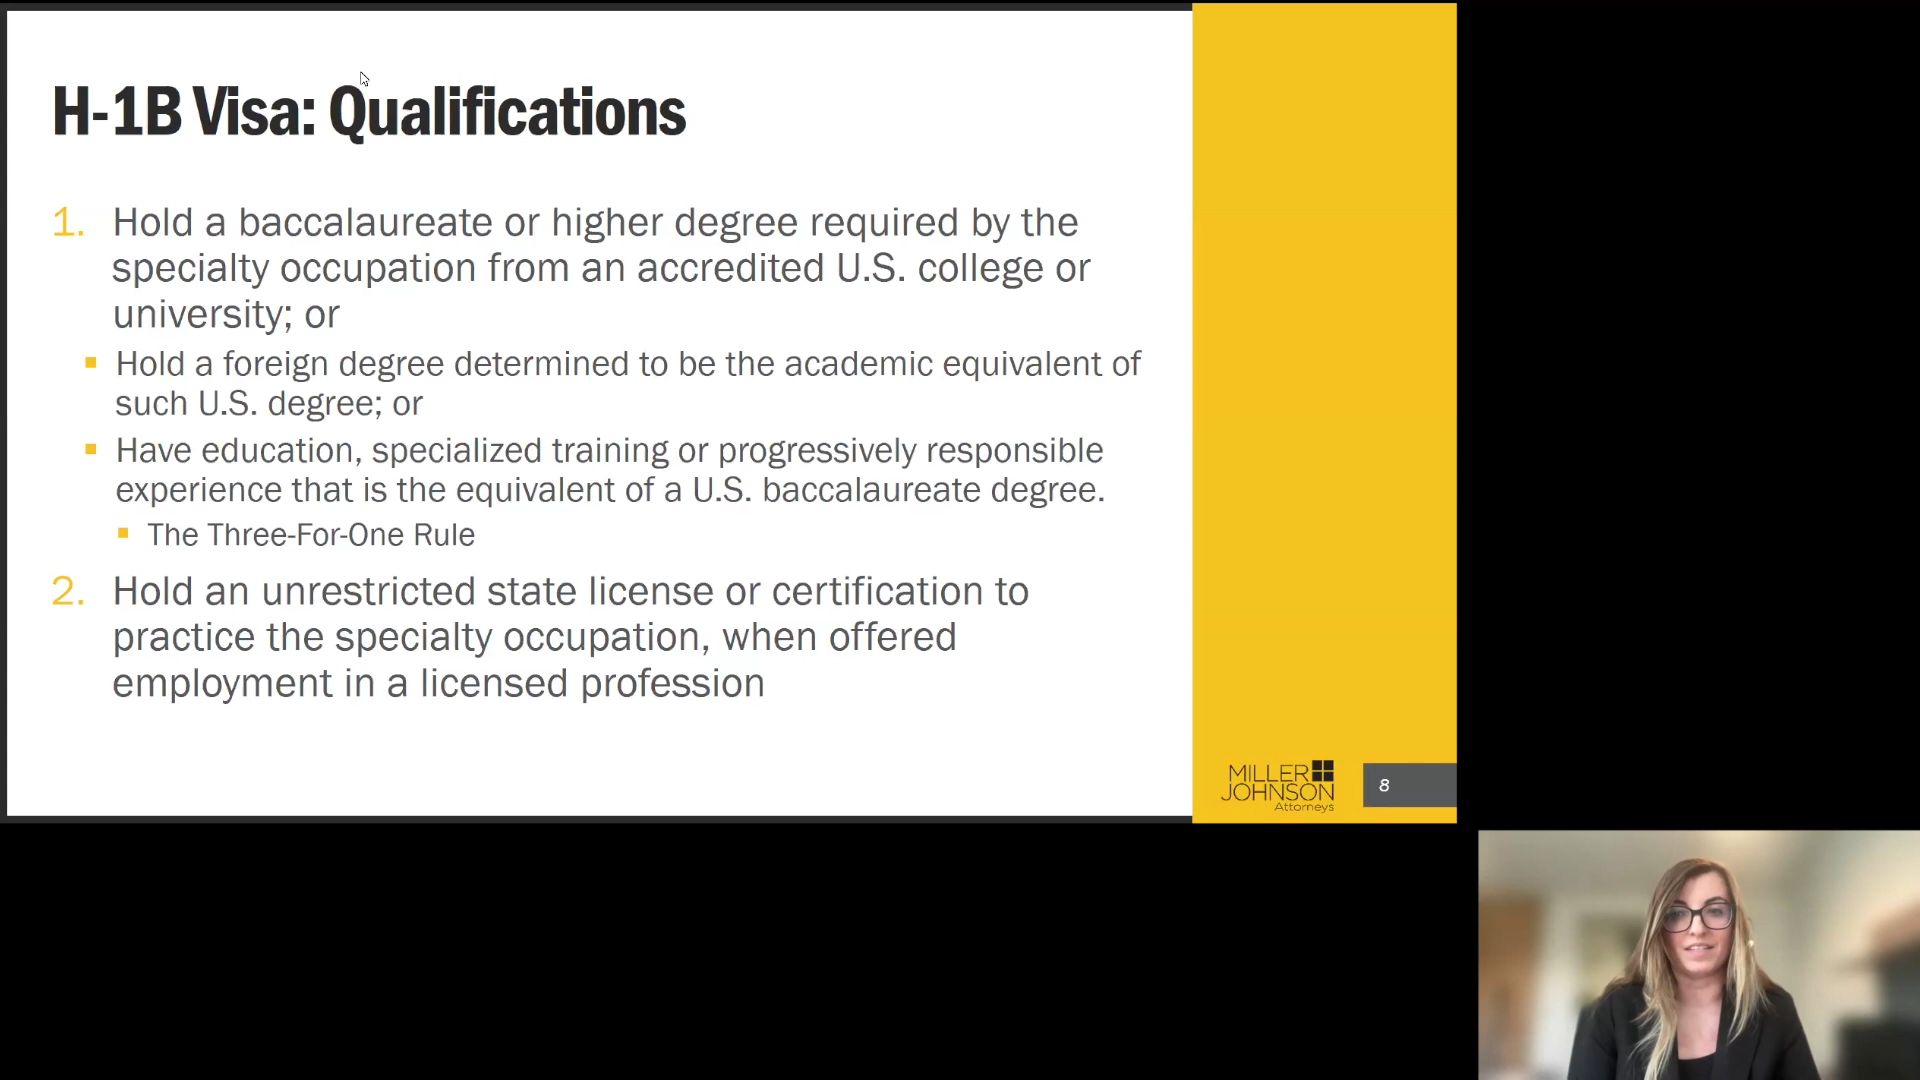 H-1B Visa: Qualifications
1. Hold a baccalaureate or higher degree required by the
specialty occupation from an accredited U.S. college or
university; or
Hold a foreign degree determined to be the academic equivalent of
such U.S. degree; or
Have education, specialized training or progressively responsible
experience that is the equivalent of a U.S. baccalaureate degree.
The Three-For-One Rule
2. Hold an unrestricted state license or certification to
practice the specialty occupation, when offered
employment in a licensed profession
MILLER
JOHNSON
Attorneys
8